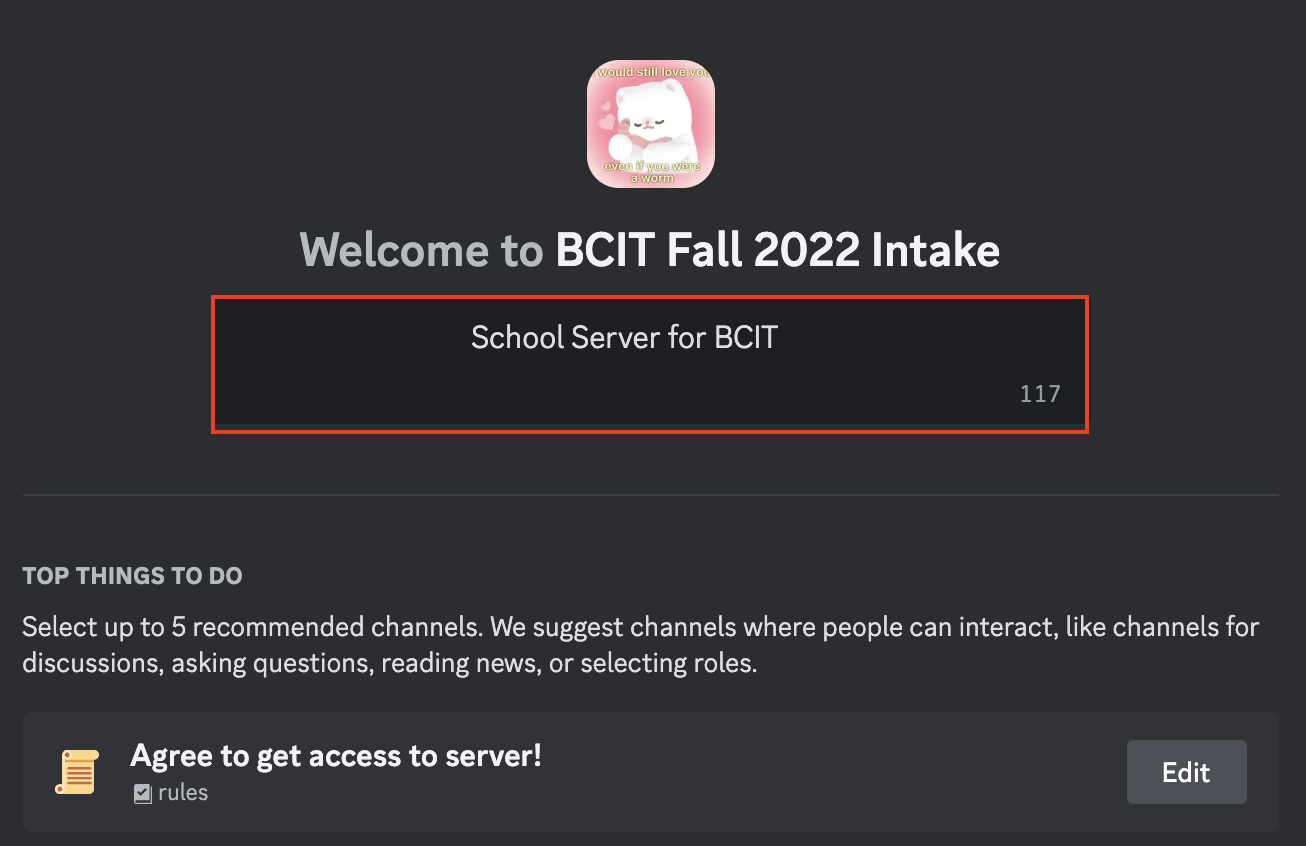 would still love you
even if you were
a worm
Welcome to BCIT Fall 2022 Intake
School Server for BCIT
117
TOP THINGS TO DO
Select up to 5 recommended channels. We suggest channels where people can interact, like channels for
discussions, asking questions, reading news, or selecting roles.
Agree to get access to server!
rules
Edit